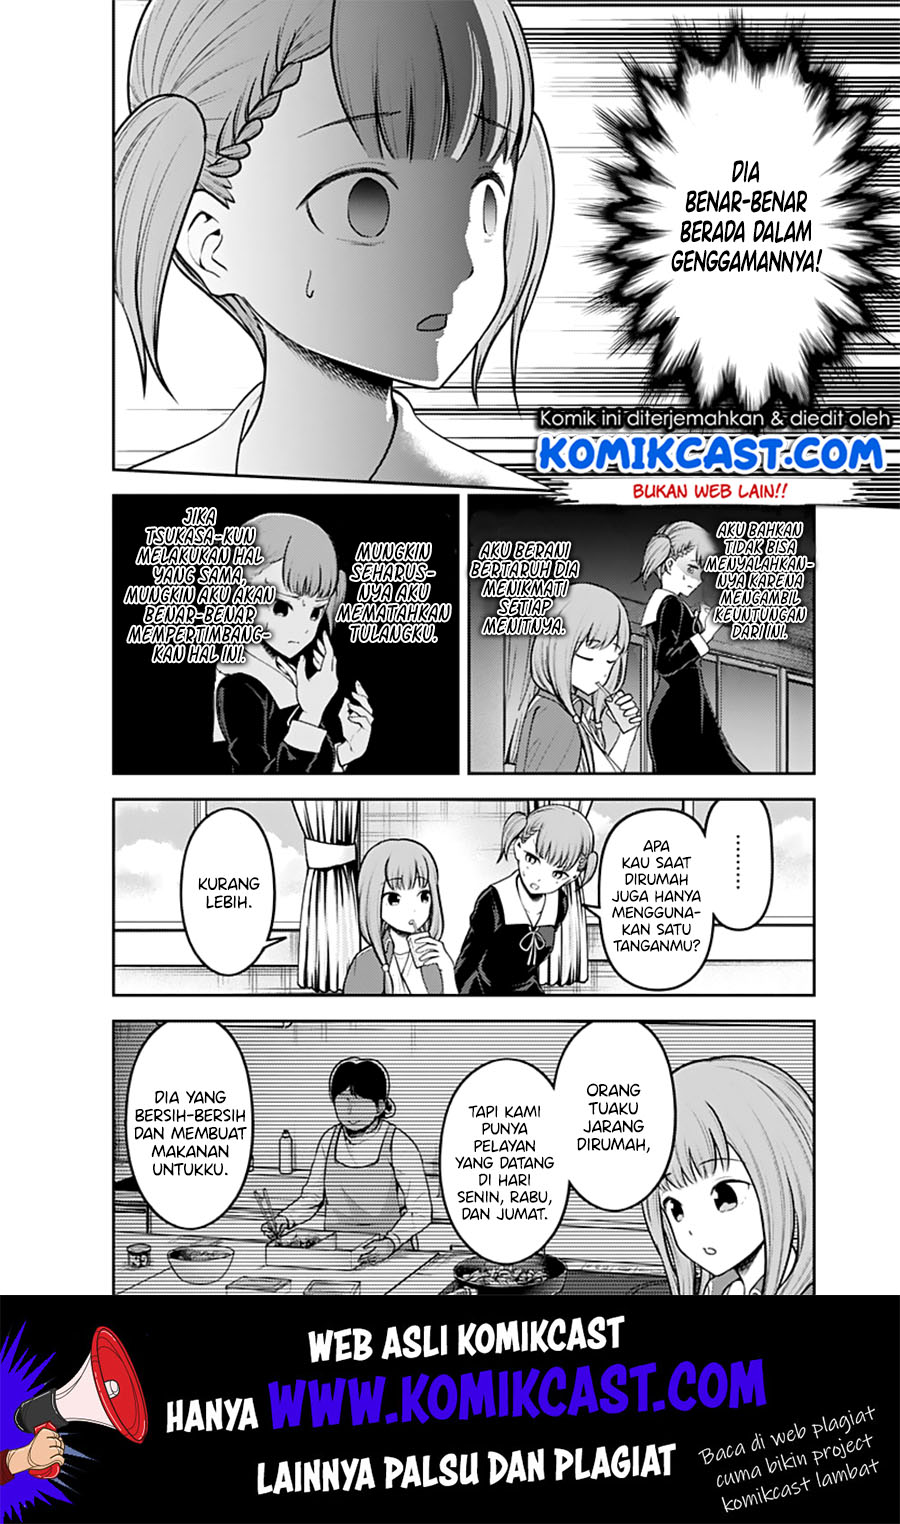 DIA
BENAR-BENAR
BERADA DALAM
GENGGAMANNYA!
Komik ini diterjemahkan & diedit oleh
KOMIKCAST.COM
BUKAN WEB LAIN!!
AKU BAHKAN
TIDAK BISA
MENYALAHKAN-
NYA KARENA
MENGAMBIL
KEUNTUNGAN
DARI INI.
AKU BERANI
BERTARUH DIA
MENIKMATI
SETIAP
MENITNYA.
MUNGKIN
SEHARUS-
NYA AKU
MEMATAHKAN
TULANGKU.
JIKA
TSUKASA-KUN
MELAKUKAN HAL
YANG SAMA,
MUNGKIN AKU AKAN
BENAR-BENAR
MEMPERTIMBANG-
KAN HAL INI.
.........
APA
KAU SAAT
DIRUMAH
JUGA HANYA
MENGGUNA-
KAN SATU
TANGANMU?
KURANG
LEBIH.
ORANG
TUAKU
JARANG
DIRUMAH,
TAPI KAMI
PUNYA
PELAYAN
YANG DATANG
DI HARI
SENIN, RABU,
DAN JUMAT.
DIA YANG
BERSIH-BERSIH
DAN MEMBUAT
MAKANAN
UNTUKKU.
WEB ASLI KOMIKCAST
HANYA WWW.KOMIKCAST.COM
LAINNYA PALSU DAN PLAGIAT
Baca di web plagiat
cuma bikin project
komikcast lambat